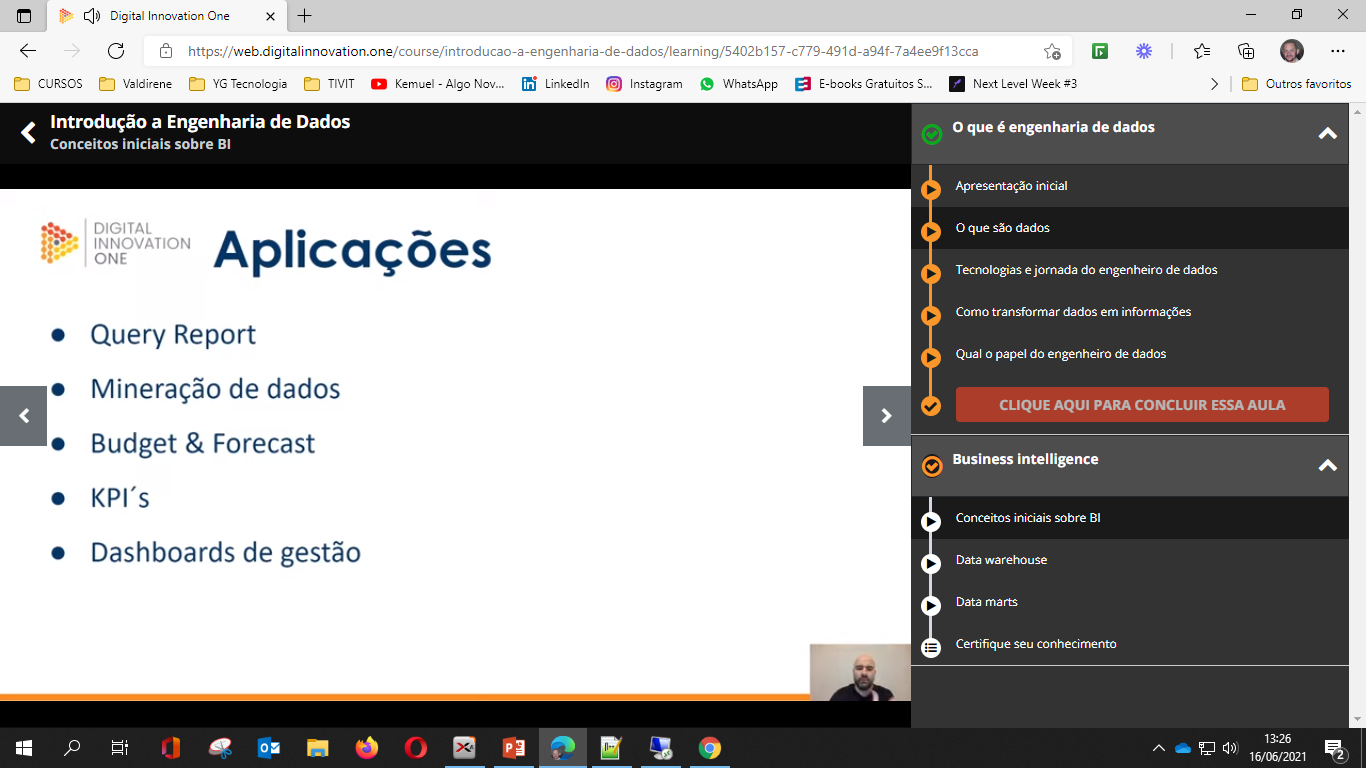 Digital Innovation One
https://web.digitalinnovation.one/course/introducao-a-engenharia-de-dados/learning/5402b157-c779-491d-a94f-7a4ee9f13cca
CURSOS
Valdirene
YG Tecnologia
TIVIT
Kemuel - Algo Nov...
LinkedIn
Instagram
WhatsApp
E-books Gratuitos S...
Next Level Week #3
Outros favoritos
Introdução a Engenharia de Dados
Conceitos iniciais sobre BI
DIGITAL
INNOVATION
ONE
Aplicações
• Query Report
• Mineração de dados
• Budget & Forecast
• KPI´s
• Dashboards de gestão
O que é engenharia de dados
Apresentação inicial
O que são dados
Tecnologias e jornada do engenheiro de dados
Como transformar dados em informações
Qual o papel do engenheiro de dados
CLIQUE AQUI PARA CONCLUIR ESSA AULA
Business intelligence
Conceitos iniciais sobre BI
Data warehouse
Data marts
Certifique seu conhecimento
13:26
16/06/2021
2